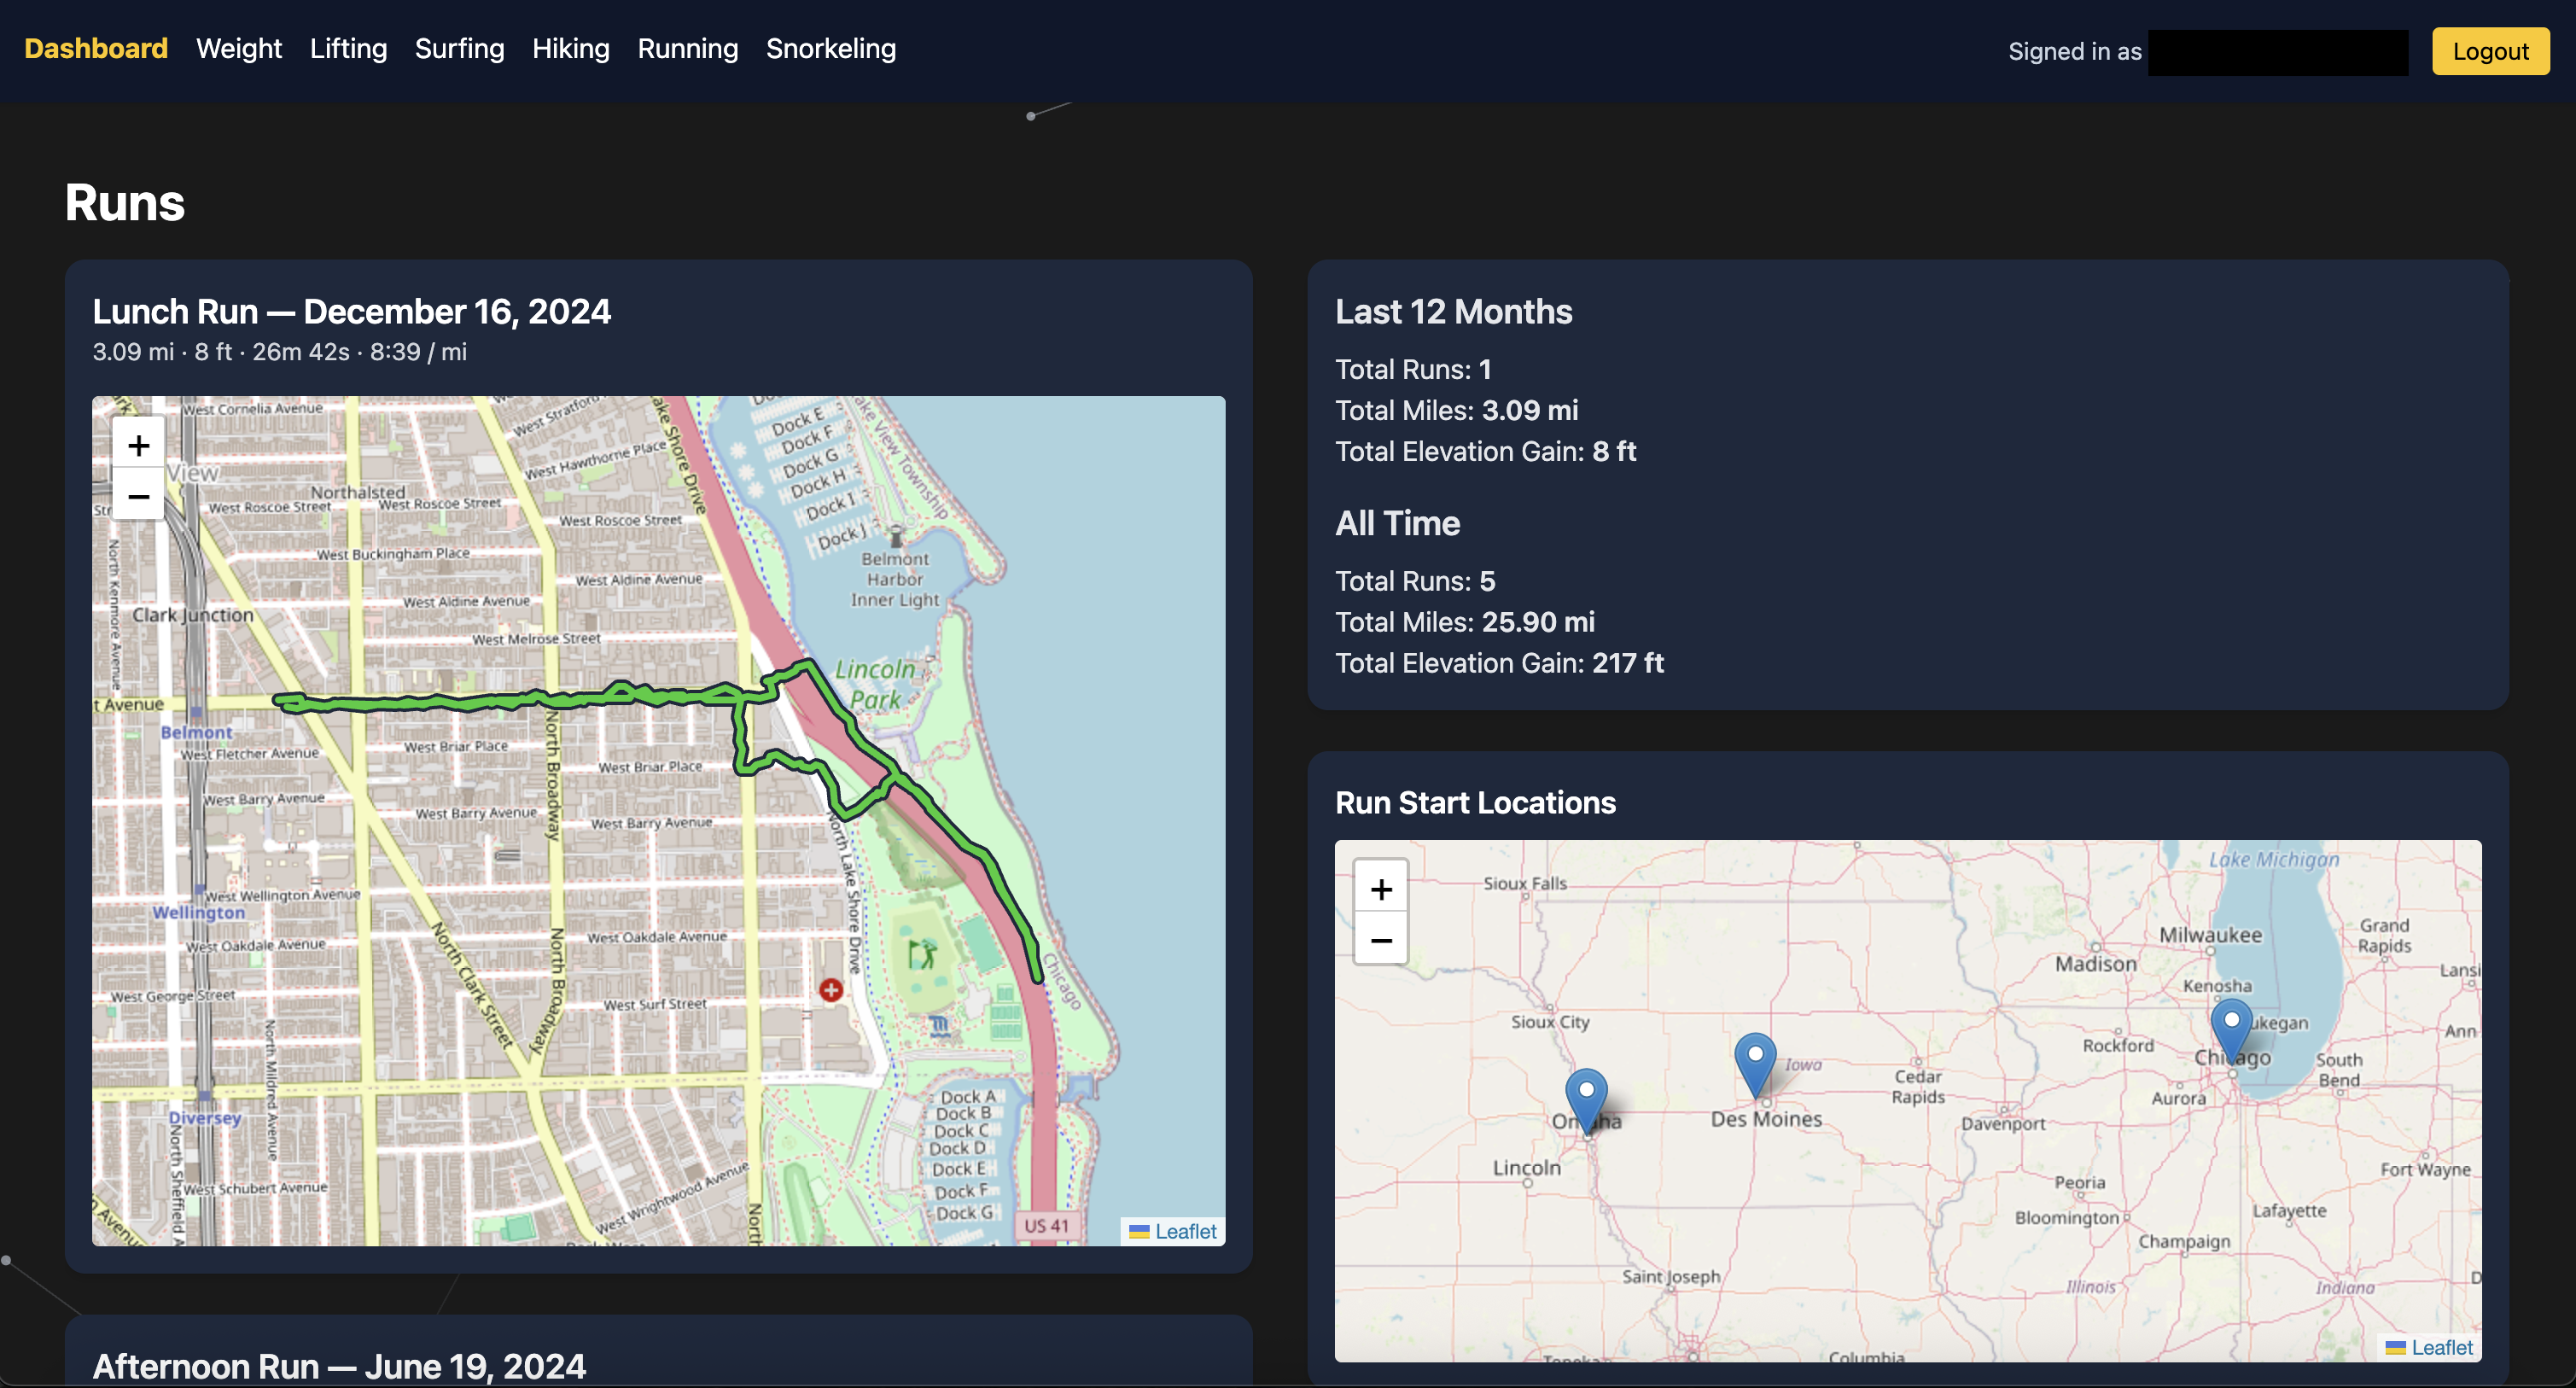 Dashboard Weight Lifting Surfing Hiking Running Snorkeling
Signed in as
Logout
Runs
Lunch Run — December 16, 2024
3.09 mi · 8 ft · 26m 42s · 8:39 / mi
+
−
West Cornelia Avenue
View
Northalsted
West Roscoe Street
West Roscoe Street
West Roscoe Street
West Hawthorne Place
West Buckingham Place
West Aldine Avenue
West Aldine Avenue
West Melrose Street
Clark Junction
North Kenmore Avenue
Lake Shore Drive
Lake View Township
Dock E
Dock F
Dock G
Dock H
Dock I
Dock J
Belmont
Harbor
Inner Light
Lincoln
Park
t Avenue
Belmont
West Fletcher Avenue
West Briar Place
West Briar Place
North Broadway
West Barry Avenue
West Barry Avenue
West Barry Avenue
West Wellington Avenue
Wellington
West Oakdale Avenue
West Oakdale Avenue
North Lake Shore Drive
North Clark Street
North Broadway
West George Street
West Surf Street
Chicago
North Mildred Avenue
Diversey
North Sheffield A
West Schubert Avenue
West Wrightwood Avenue
North
Dock A
Dock B
Dock C
Dock D
Dock E
Dock F
Dock G
US 41
Leaflet
Last 12 Months
Total Runs: 1
Total Miles: 3.09 mi
Total Elevation Gain: 8 ft
All Time
Total Runs: 5
Total Miles: 25.90 mi
Total Elevation Gain: 217 ft
Run Start Locations
+
−
Lake Michigan
Sioux Falls
Grand
Rapids
Milwaukee
Madison
Lansi
Kenosha
Sioux City
ukegan
Ann
Rockford
Chicago
Iowa
South
Bend
Cedar
Rapids
Aurora
Omaha
Des Moines
Davenport
Lincoln
Fort Wayne
Peoria
Lafayette
Bloomington
Champaign
Saint Joseph
Illinois
Indiana
D
Columbia
Leaflet
Afternoon Run — June 19, 2024